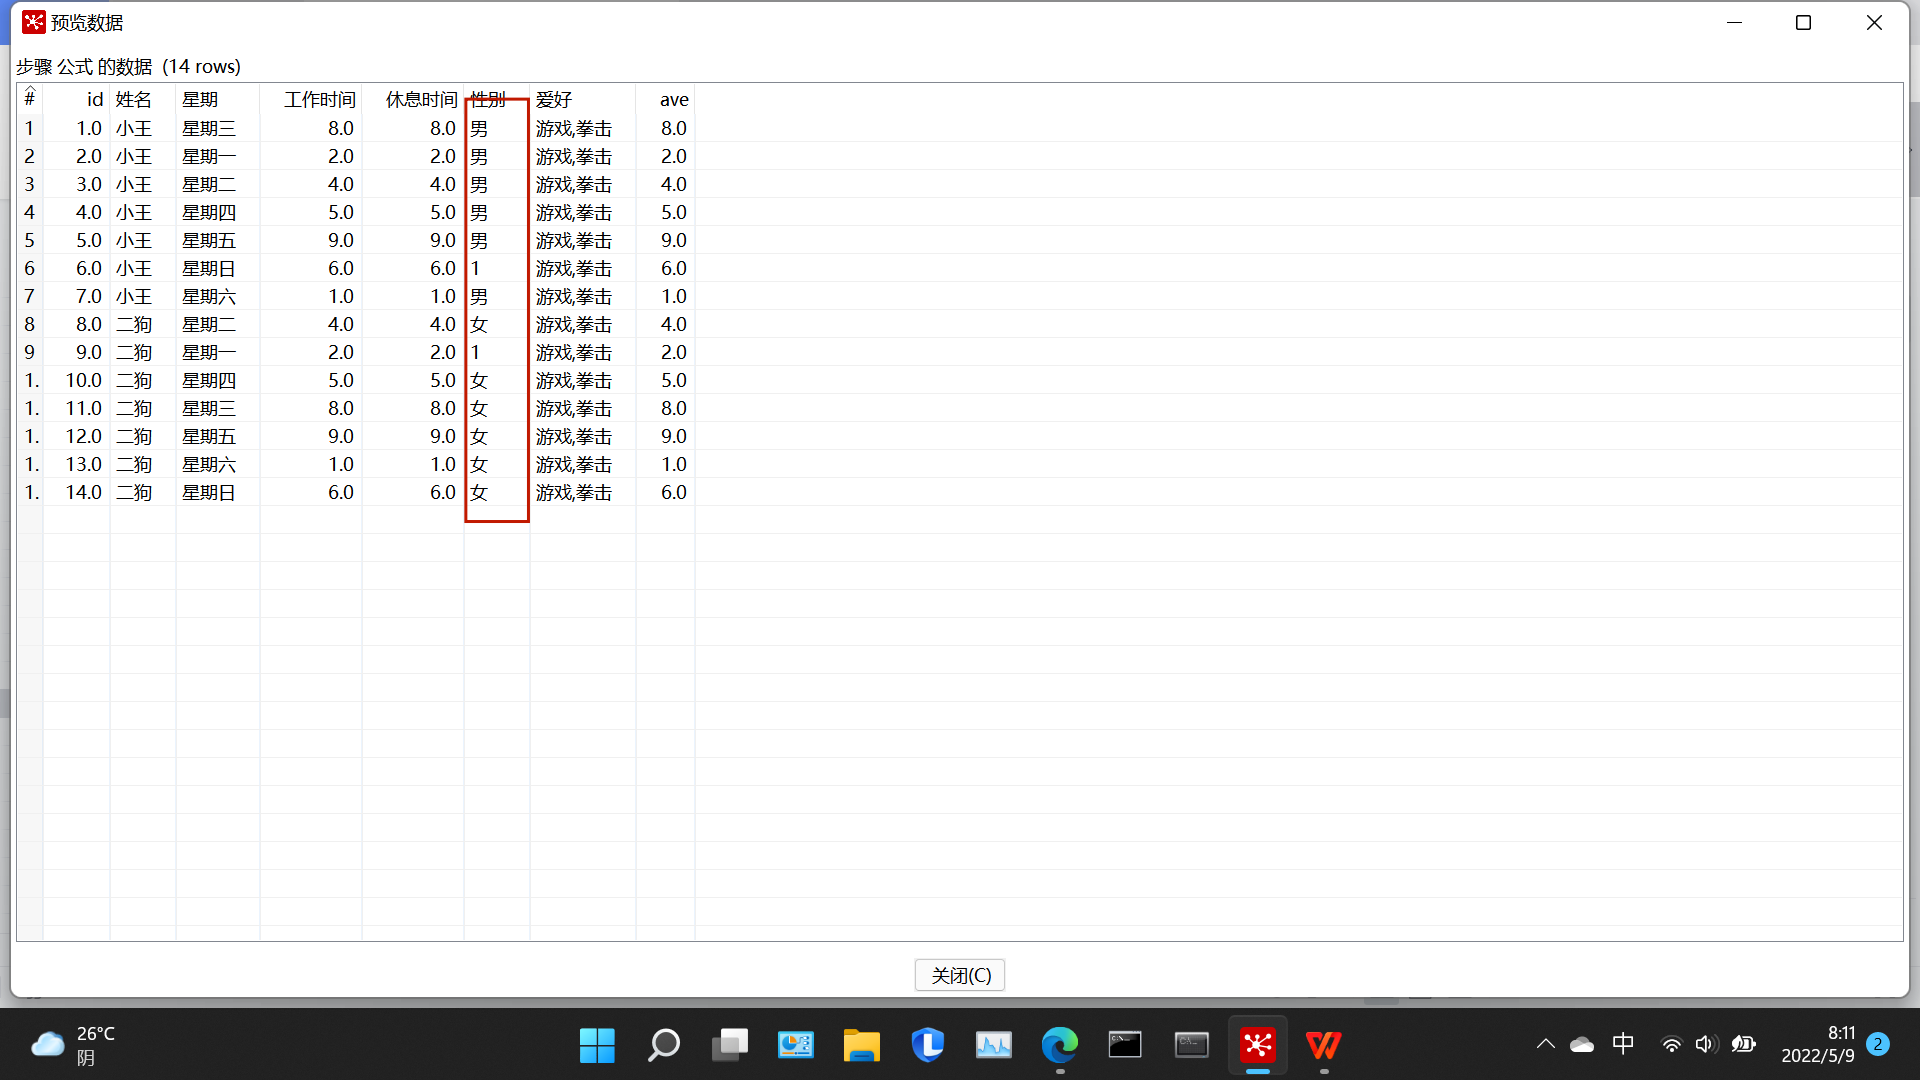 预览数据
步骤 公式 的数据 (14 rows)
# id 姓名 星期 工作时间 休息时间 性别 爱好 ave
1 1.0 小王 星期三 8.0 8.0 男 游戏,拳击 8.0
2 2.0 小王 星期一 2.0 2.0 男 游戏,拳击 2.0
3 3.0 小王 星期二 4.0 4.0 男 游戏,拳击 4.0
4 4.0 小王 星期四 5.0 5.0 男 游戏,拳击 5.0
5 5.0 小王 星期五 9.0 9.0 男 游戏,拳击 9.0
6 6.0 小王 星期日 6.0 6.0 1 游戏,拳击 6.0
7 7.0 小王 星期六 1.0 1.0 男 游戏,拳击 1.0
8 8.0 二狗 星期二 4.0 4.0 女 游戏,拳击 4.0
9 9.0 二狗 星期一 2.0 2.0 1 游戏,拳击 2.0
1. 10.0 二狗 星期四 5.0 5.0 女 游戏,拳击 5.0
1. 11.0 二狗 星期三 8.0 8.0 女 游戏,拳击 8.0
1. 12.0 二狗 星期五 9.0 9.0 女 游戏,拳击 9.0
1. 13.0 二狗 星期六 1.0 1.0 女 游戏,拳击 1.0
1. 14.0 二狗 星期日 6.0 6.0 女 游戏,拳击 6.0
关闭(C)
26°C
阴
中
8:11
2022/5/9
2